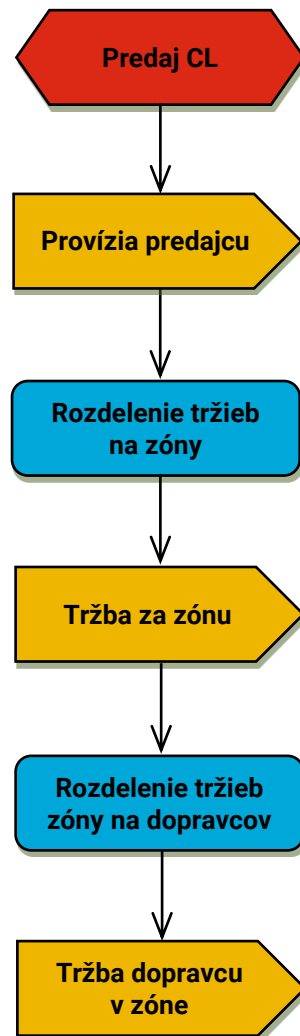 Predaj CL
Provízia predajcu
Rozdelenie tržieb
na zóny
Tržba za zónu
Rozdelenie tržieb
zóny na dopravcov
Tržba dopravcu
v zóne